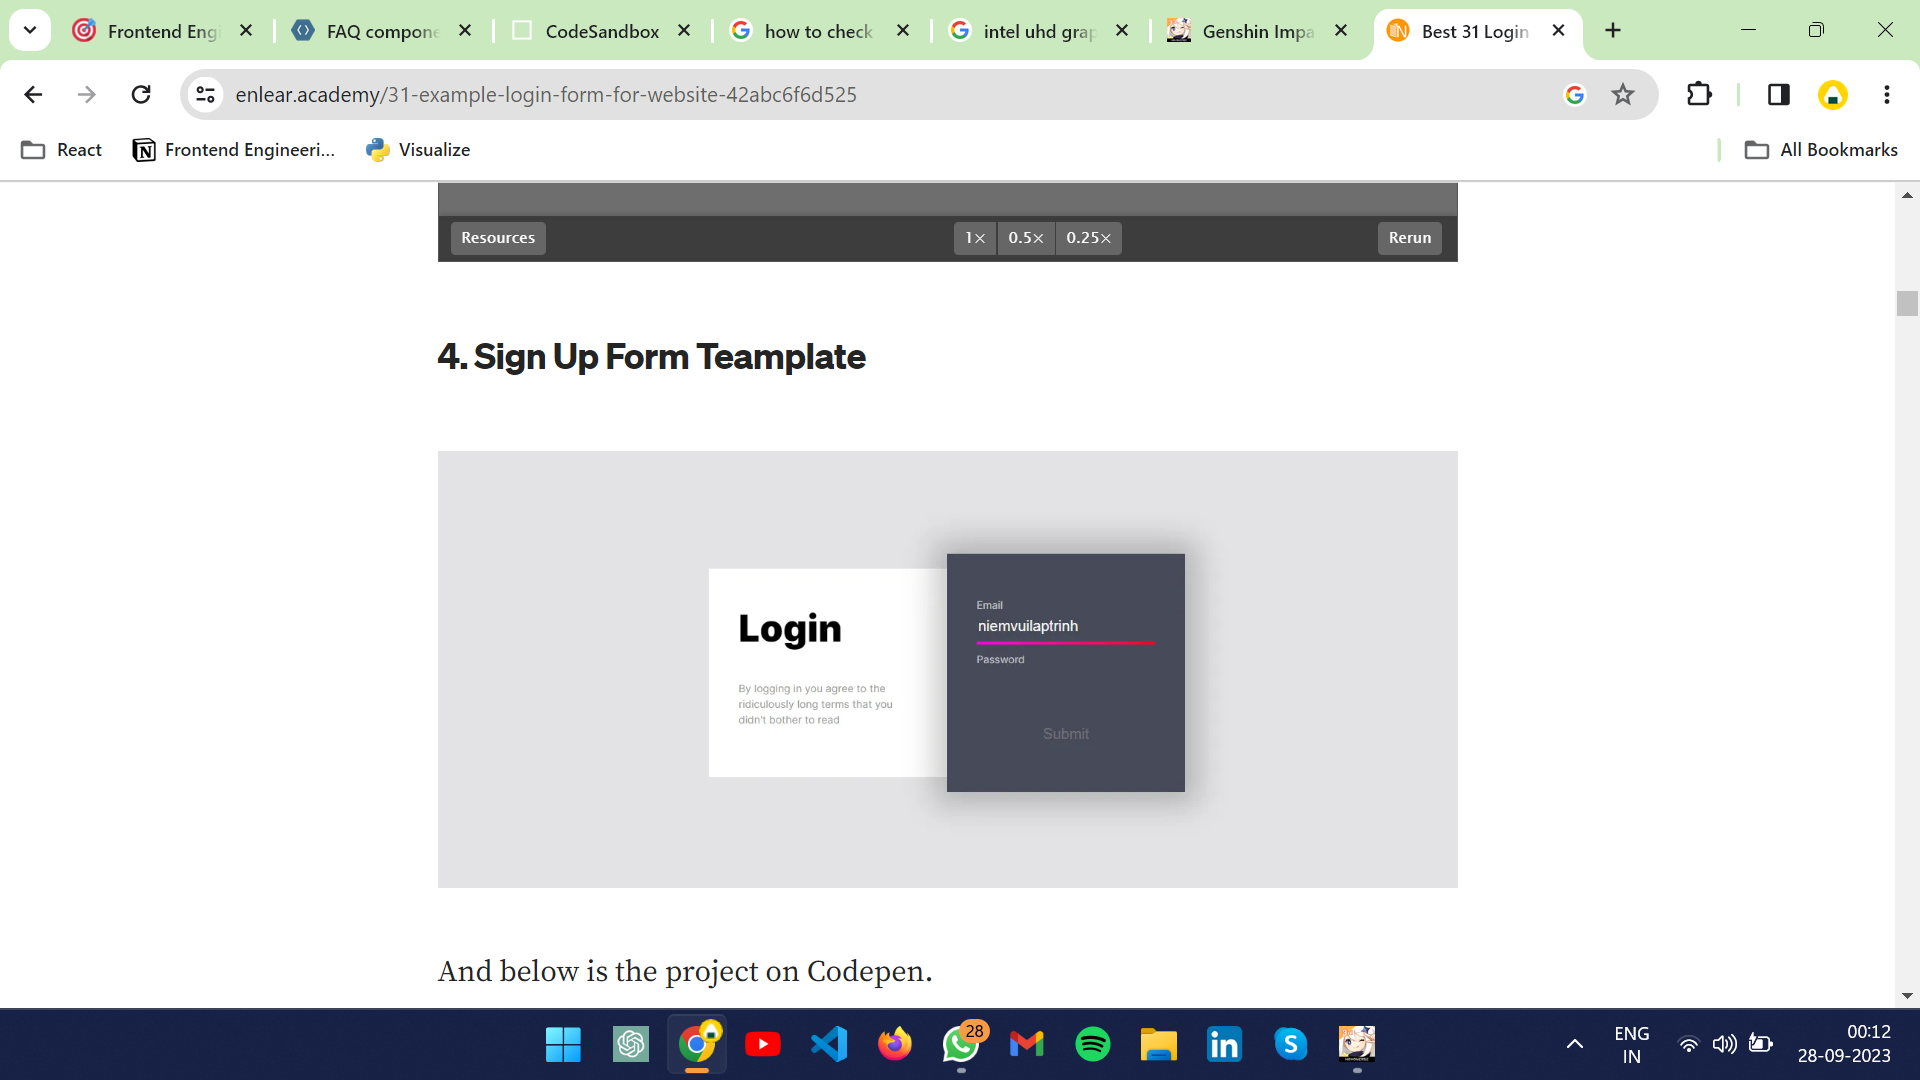 Frontend Engi
FAQ compone
CodeSandbox
how to check
intel uhd grap
Genshin Impa
Best 31 Login
enlear.academy/31-example-login-form-for-website-42abc6f6d525
React
Frontend Engineeri...
Visualize
All Bookmarks
Resources
1×
0.5×
0.25×
Rerun
4. Sign Up Form Teamplate
Login
By logging in you agree to the
ridiculously long terms that you
didn't bother to read
Email
niemvuilaptrinh
Password
Submit
And below is the project on Codepen.
28
ENG
IN
00:12
28-09-2023